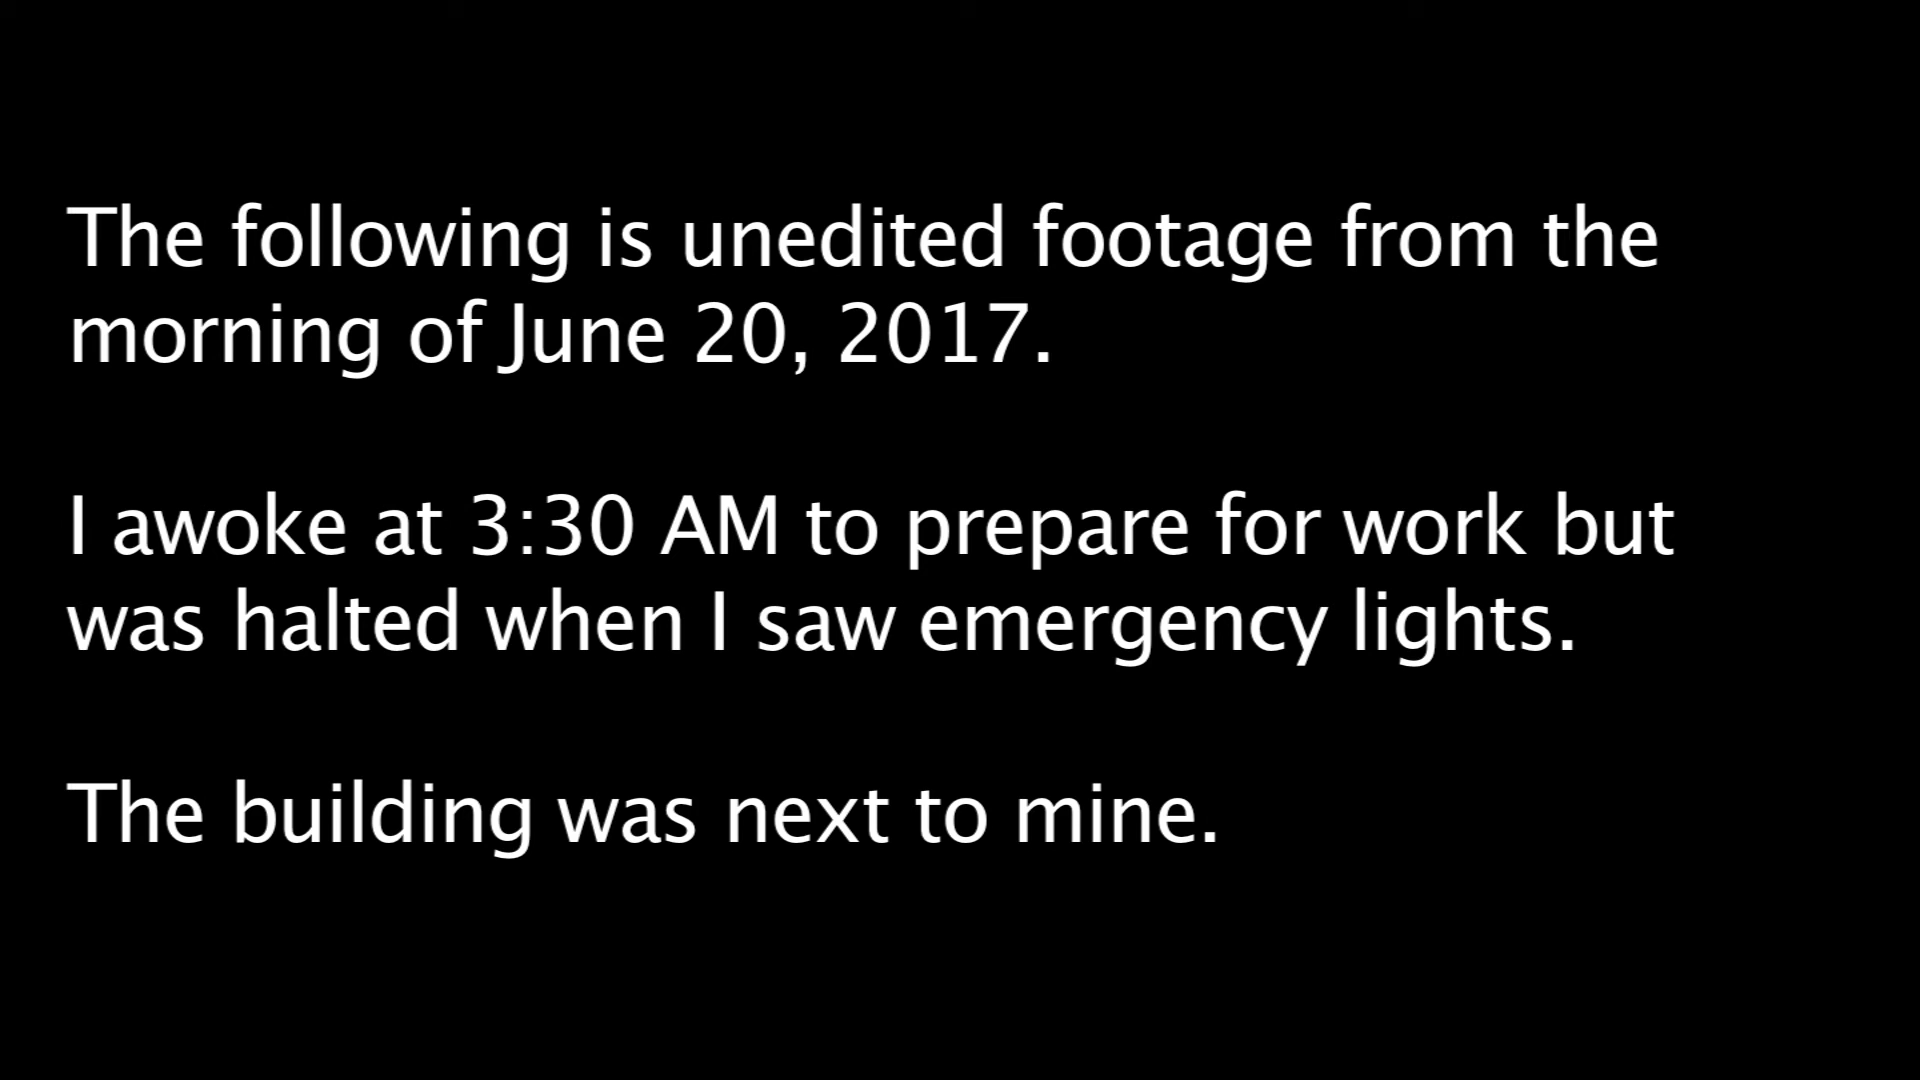 The following is unedited footage from the
morning of June 20, 2017.
I awoke at 3:30 AM to prepare for work but
was halted when I saw emergency lights.
The building was next to mine.